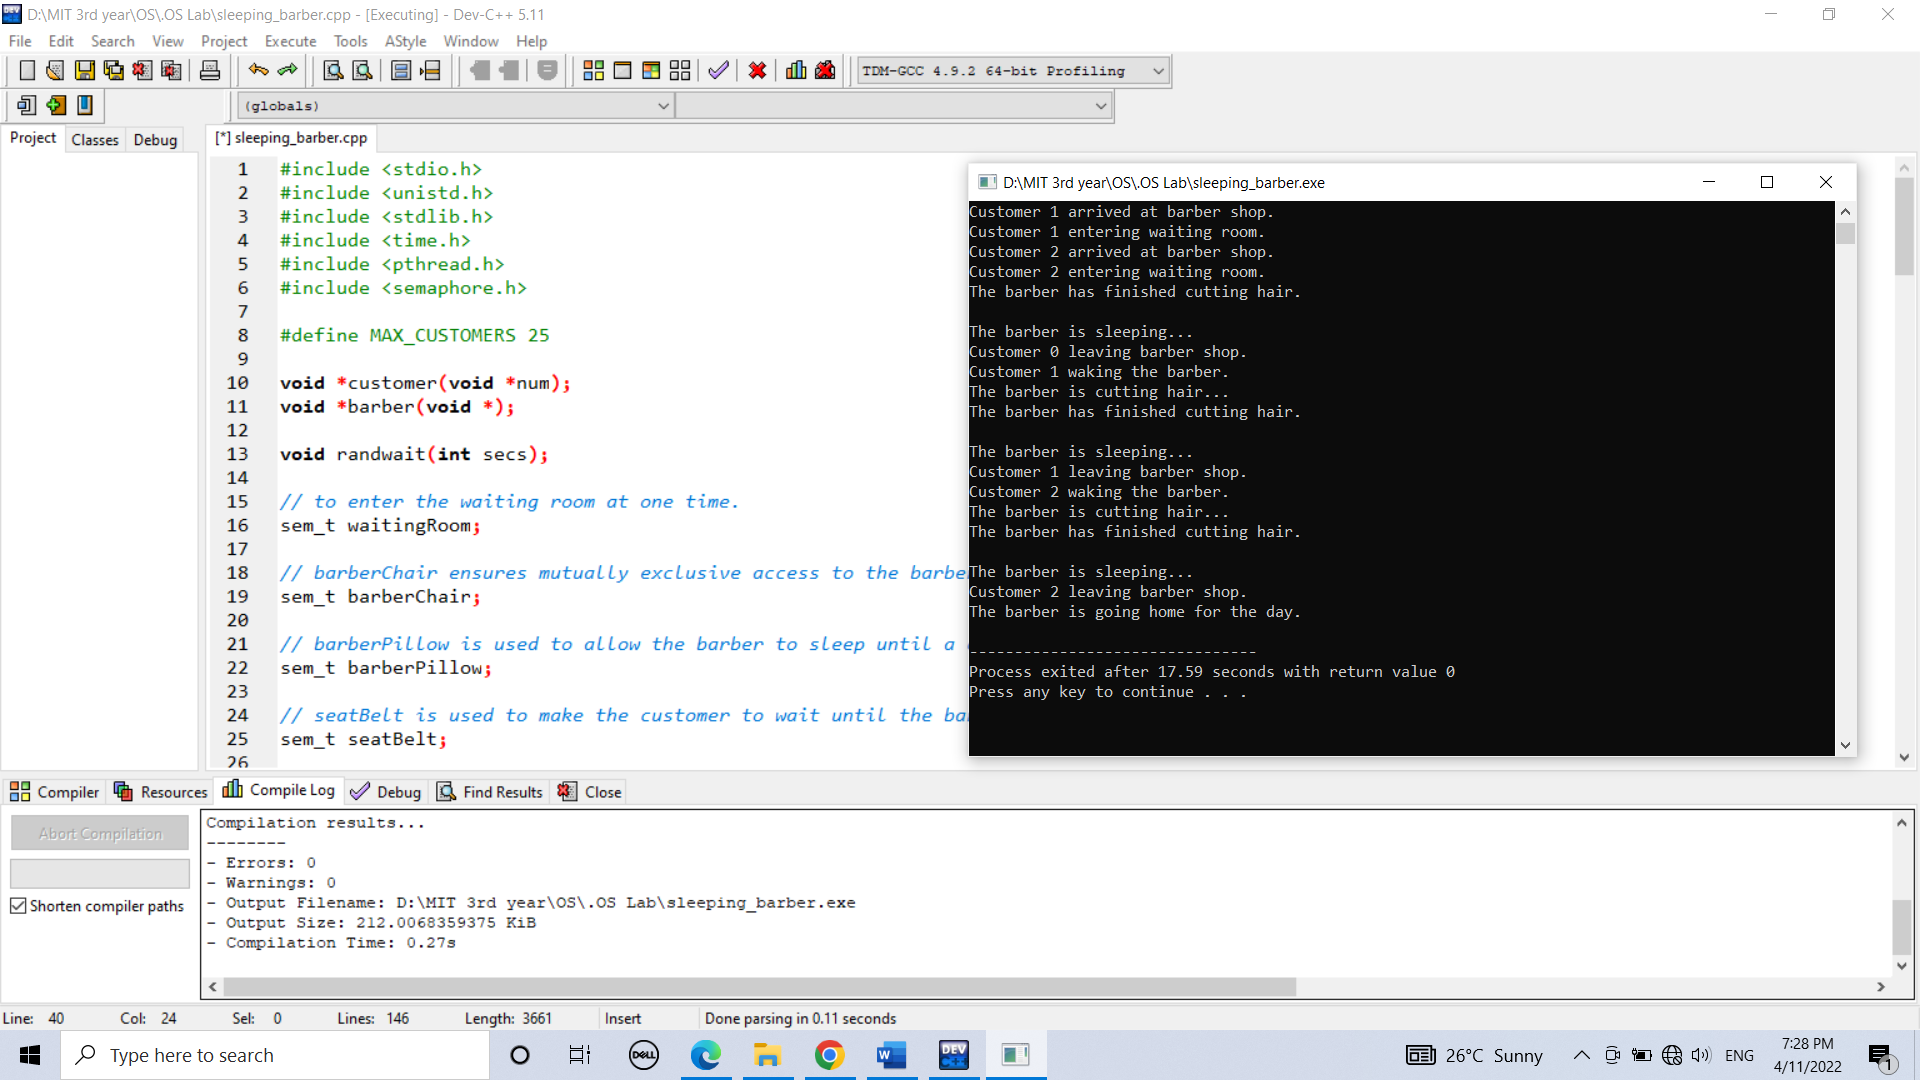 D:\MIT 3rd year\OS\.OS Lab\sleeping_barber.cpp - [Executing] - Dev-C++ 5.11
File Edit Search View Project Execute Tools AStyle Window Help
TDM-GCC 4.9.2 64-bit Profiling
(globals)
Project Classes Debug
[*] sleeping_barber.cpp
1 #include <stdio.h>
2 #include <unistd.h>
3 #include <stdlib.h>
4 #include <time.h>
5 #include <pthread.h>
6 #include <semaphore.h>
7
8 #define MAX_CUSTOMERS 25
9
10 void *customer(void *num);
11 void *barber(void *);
12
13 void randwait(int secs);
14
15 // to enter the waiting room at one time.
16 sem_t waitingRoom;
17
18 // barberChair ensures mutually exclusive access to the barbe
19 sem_t barberChair;
20
21 // barberPillow is used to allow the barber to sleep until a
22 sem_t barberPillow;
23
24 // seatBelt is used to make the customer to wait until the ba
25 sem_t seatBelt;
26
D:\MIT 3rd year\OS\.OS Lab\sleeping_barber.exe
Customer 1 arrived at barber shop.
Customer 1 entering waiting room.
Customer 2 arrived at barber shop.
Customer 2 entering waiting room.
The barber has finished cutting hair.
The barber is sleeping...
Customer 0 leaving barber shop.
Customer 1 waking the barber.
The barber is cutting hair...
The barber has finished cutting hair.
The barber is sleeping...
Customer 1 leaving barber shop.
Customer 2 waking the barber.
The barber is cutting hair...
The barber has finished cutting hair.
The barber is sleeping...
Customer 2 leaving barber shop.
The barber is going home for the day.
--------------------------------
Process exited after 17.59 seconds with return value 0
Press any key to continue . . .
Compiler Resources Compile Log Debug Find Results Close
Abort Compilation
Shorten compiler paths
Compilation results...
--------
- Errors: 0
- Warnings: 0
- Output Filename: D:\MIT 3rd year\OS\.OS Lab\sleeping_barber.exe
- Output Size: 212.0068359375 KiB
- Compilation Time: 0.27s
Line: 40 Col: 24 Sel: 0 Lines: 146 Length: 3661 Insert Done parsing in 0.11 seconds
Type here to search
DELL
W
DEV
26°C Sunny
ENG
7:28 PM
4/11/2022
1